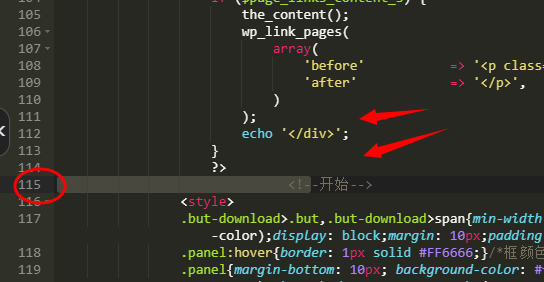 if ($page_links_content_s) {
105 the_content();
106 wp_link_pages(
107 array(
108 'before' => '<p class=
109 'after' => '</p>',
110 )
111 );
112 echo '</div>';
113 }
114 ?>
115 <!--开始-->
116 <style>
117 .but-download>.but,.but-download>span{min-width
-color);display: block;margin: 10px;padding
118 .panel:hover{border: 1px solid #FF6666;}/*框颜色
119 .panel{margin-bottom: 10px; background-color: #